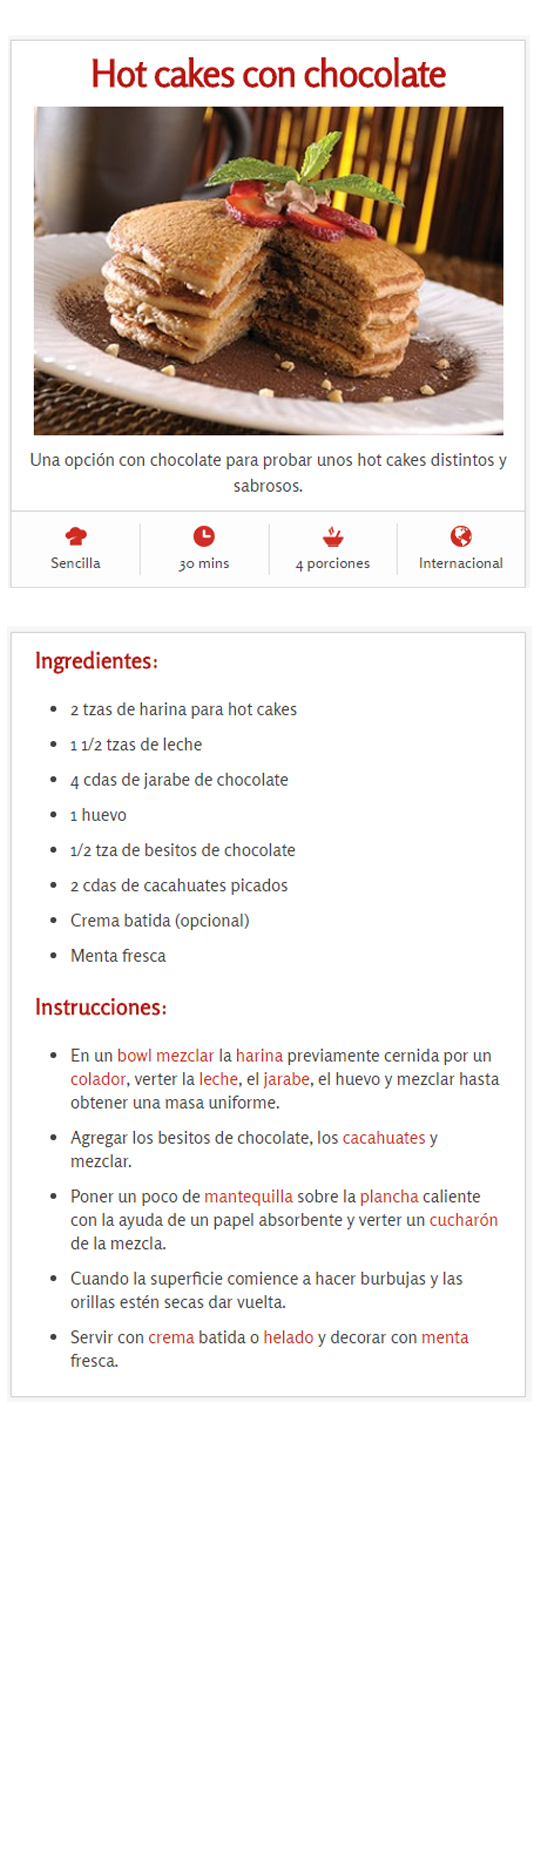 Hot cakes con chocolate
Una opción con chocolate para probar unos hot cakes distintos y
sabrosos.
Sencilla
30 mins
4 porciones
Internacional
Ingredientes:
• 2 tzas de harina para hot cakes
• 1 1/2 tzas de leche
• 4 cdas de jarabe de chocolate
• 1 huevo
• 1/2 tza de besitos de chocolate
• 2 cdas de cacahuates picados
• Crema batida (opcional)
• Menta fresca
Instrucciones:
• En un bowl mezclar la harina previamente cernida por un
colador, verter la leche, el jarabe, el huevo y mezclar hasta
obtener una masa uniforme.
• Agregar los besitos de chocolate, los cacahuates y
mezclar.
• Poner un poco de mantequilla sobre la plancha caliente
con la ayuda de un papel absorbente y verter un cucharón
de la mezcla.
• Cuando la superficie comience a hacer burbujas y las
orillas estén secas dar vuelta.
• Servir con crema batida o helado y decorar con menta
fresca.